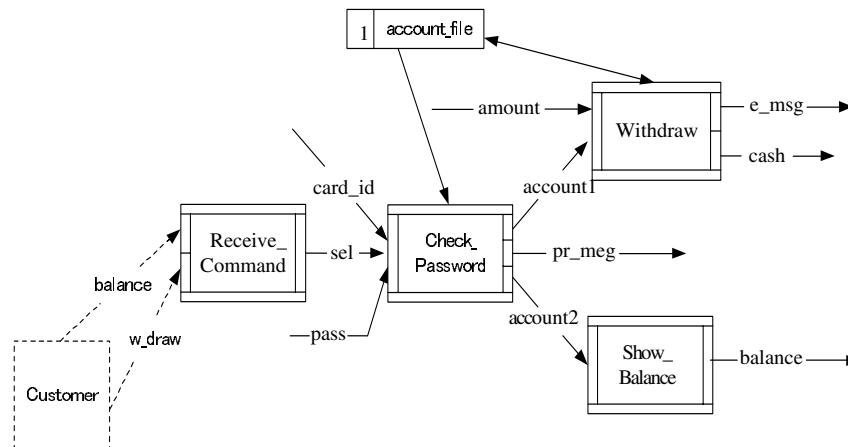 1 account_file
amount
Withdraw
e_msg
cash
card_id
account1
Receive_
Command
sel
Check_
Password
pr_meg
balance
pass
account2
w_draw
Customer
Show_
Balance
balance